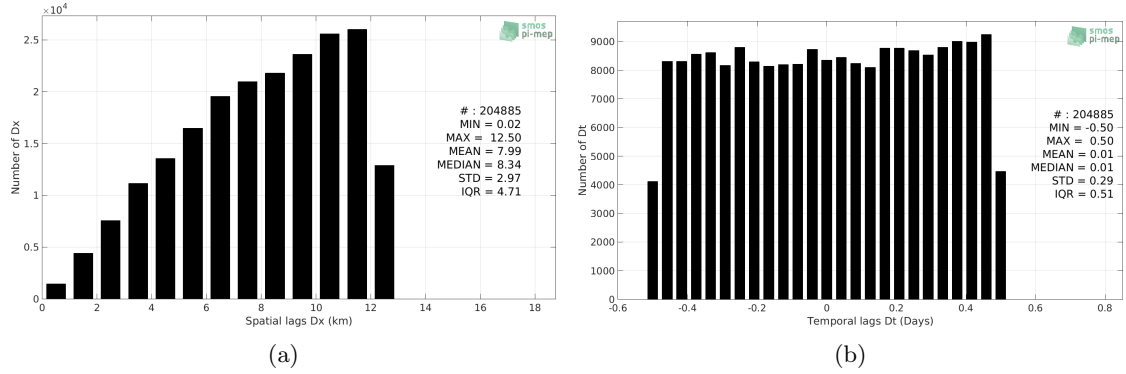 ×10⁴
2.5
2
1.5
1
0.5
0
0 2 4 6 8 10 12 14 16 18
Number of Dx
Spatial lags Dx (km)
smos
pi-mep
# : 204885
MIN = 0.02
MAX = 12.50
MEAN = 7.99
MEDIAN = 8.34
STD = 2.97
IQR = 4.71
(a)
9000
8000
7000
6000
5000
4000
3000
2000
1000
0
-0.6 -0.4 -0.2 0 0.2 0.4 0.6 0.8
Number of Dt
Temporal lags Dt (Days)
smos
pi-mep
# : 204885
MIN = -0.50
MAX = 0.50
MEAN = 0.01
MEDIAN = 0.01
STD = 0.29
IQR = 0.51
(b)